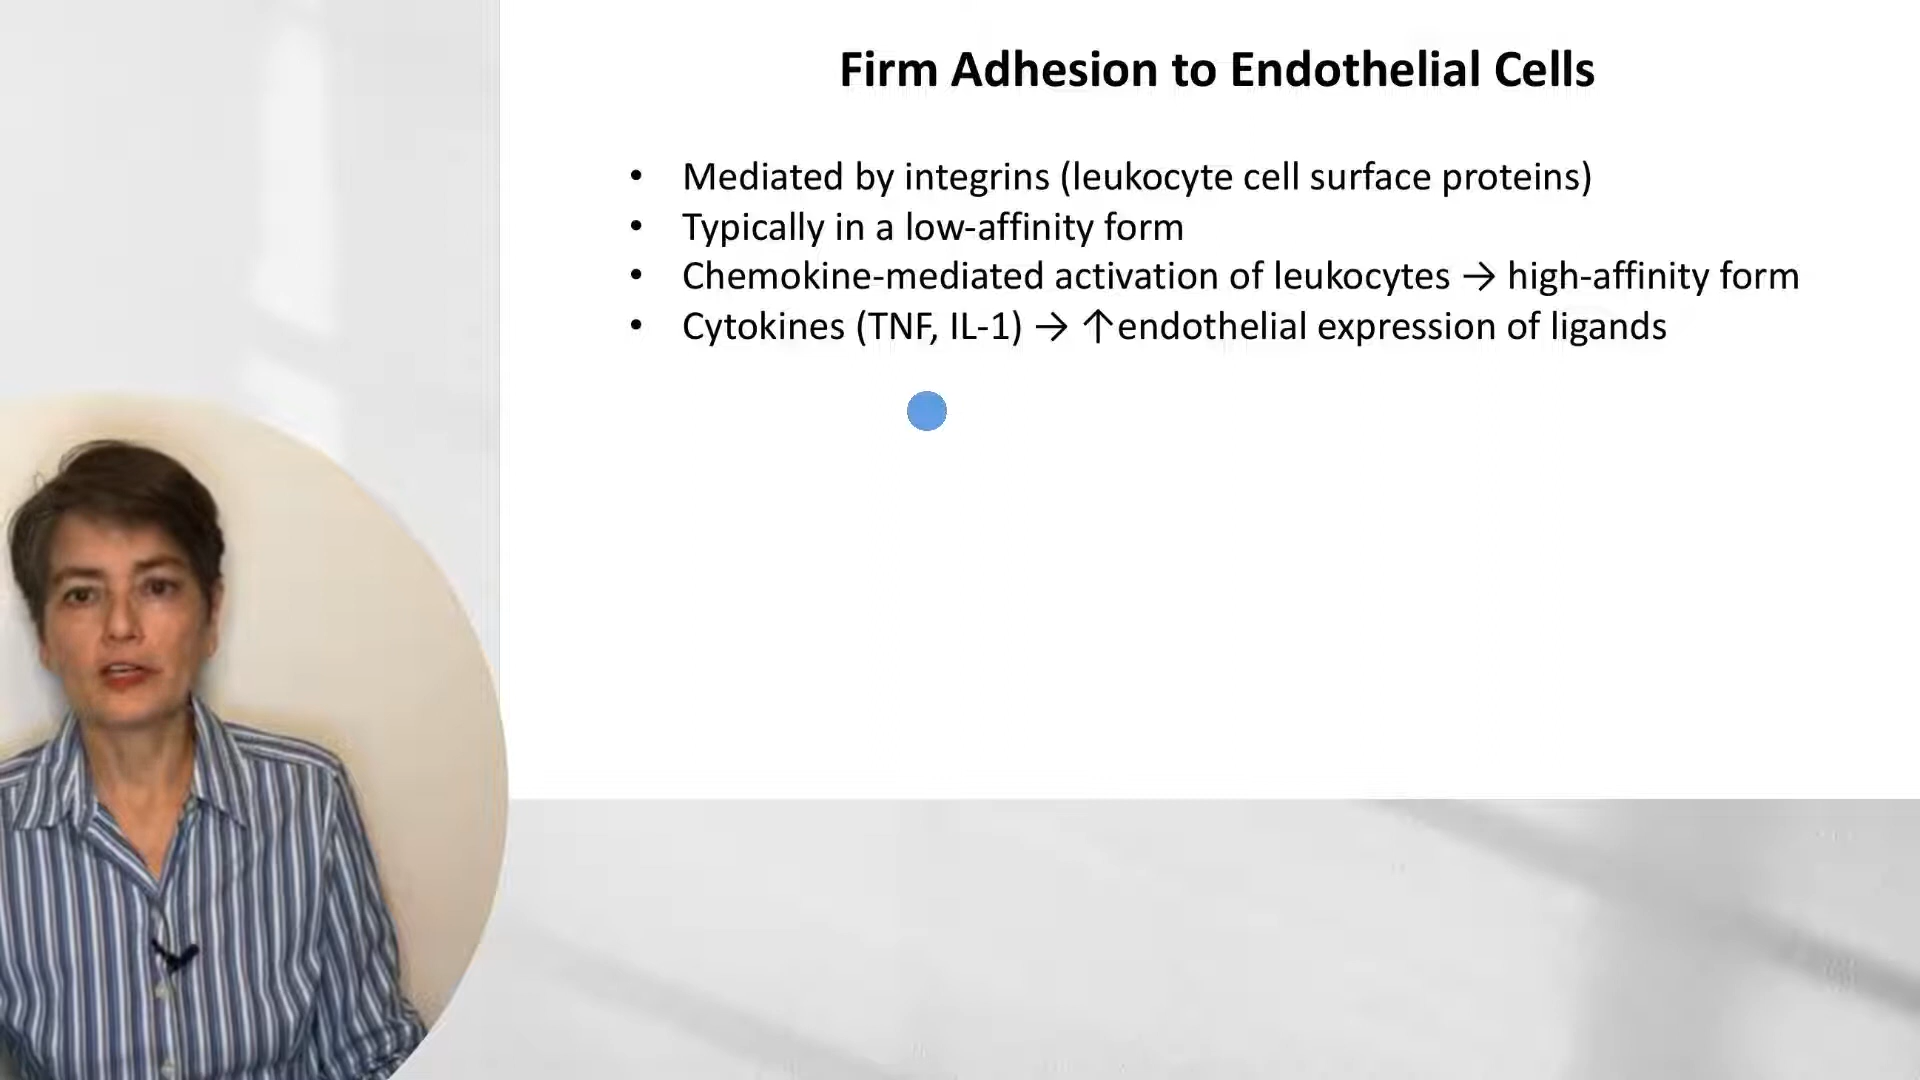 Firm Adhesion to Endothelial Cells
• Mediated by integrins (leukocyte cell surface proteins)
• Typically in a low-affinity form
• Chemokine-mediated activation of leukocytes → high-affinity form
• Cytokines (TNF, IL-1) → ↑endothelial expression of ligands